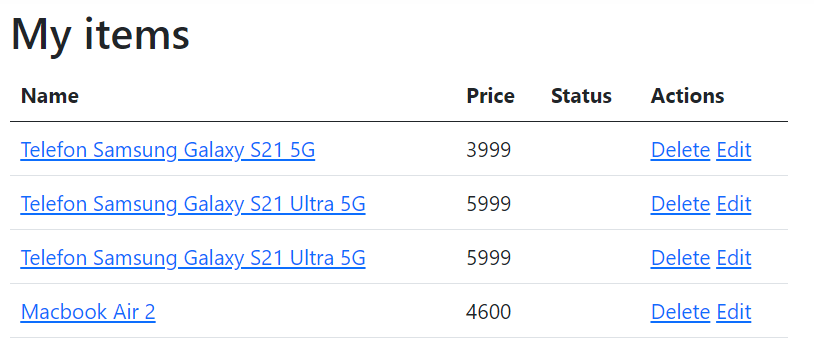 My items
Name Price Status Actions
Telefon Samsung Galaxy S21 5G 3999 Delete Edit
Telefon Samsung Galaxy S21 Ultra 5G 5999 Delete Edit
Telefon Samsung Galaxy S21 Ultra 5G 5999 Delete Edit
Macbook Air 2 4600 Delete Edit